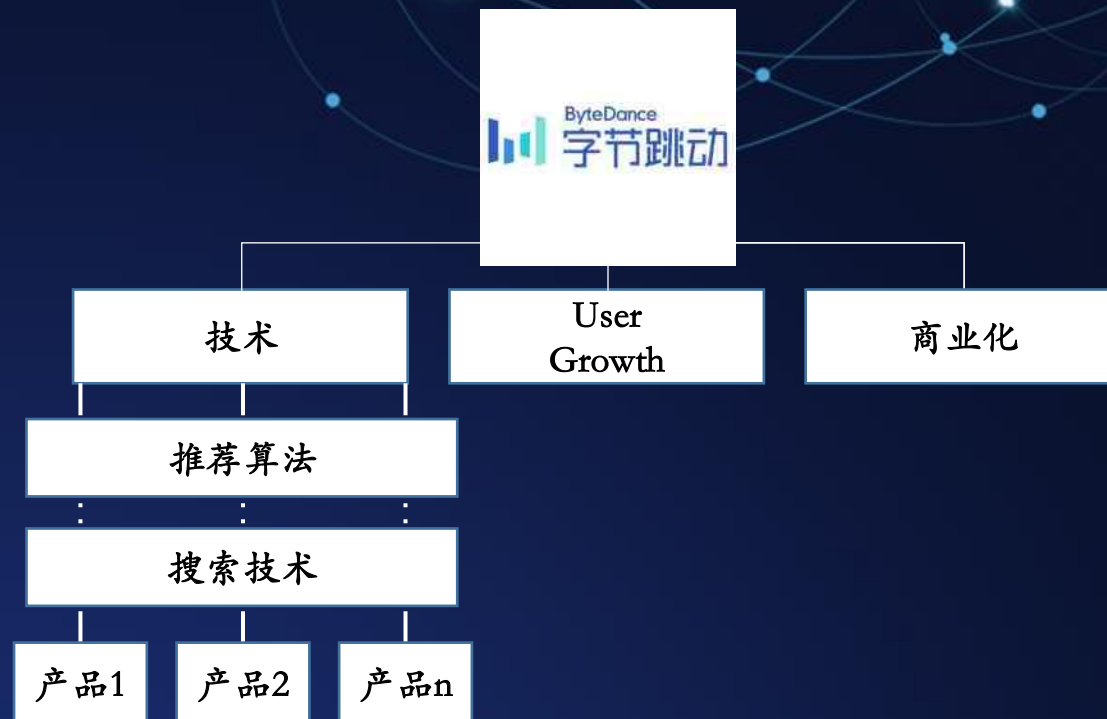 ByteDance
字节跳动
技术
User
Growth
商业化
推荐算法
搜索技术
产品1
产品2
产品n